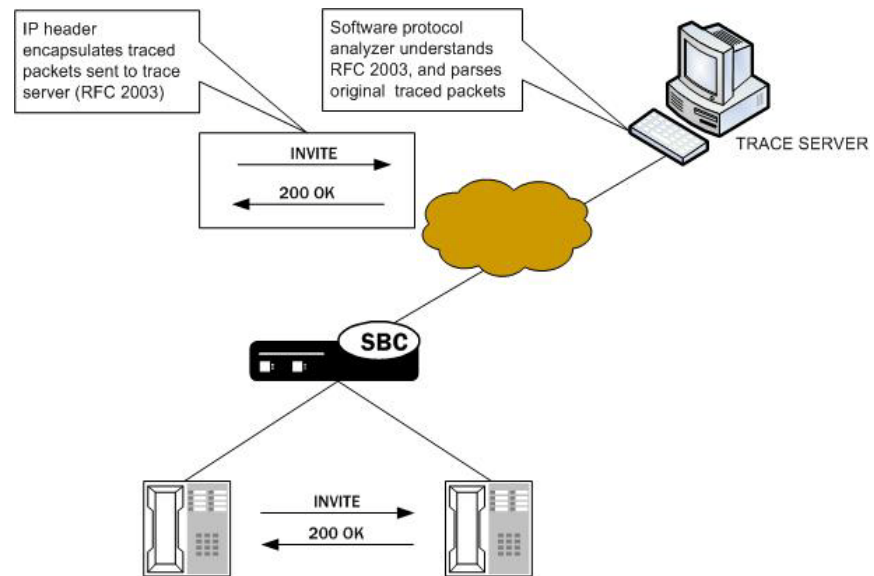 IP header
encapsulates traced
packets sent to trace
server (RFC 2003)
Software protocol
analyzer understands
RFC 2003, and parses
original traced packets
TRACE SERVER
INVITE
200 OK
SBC
INVITE
200 OK